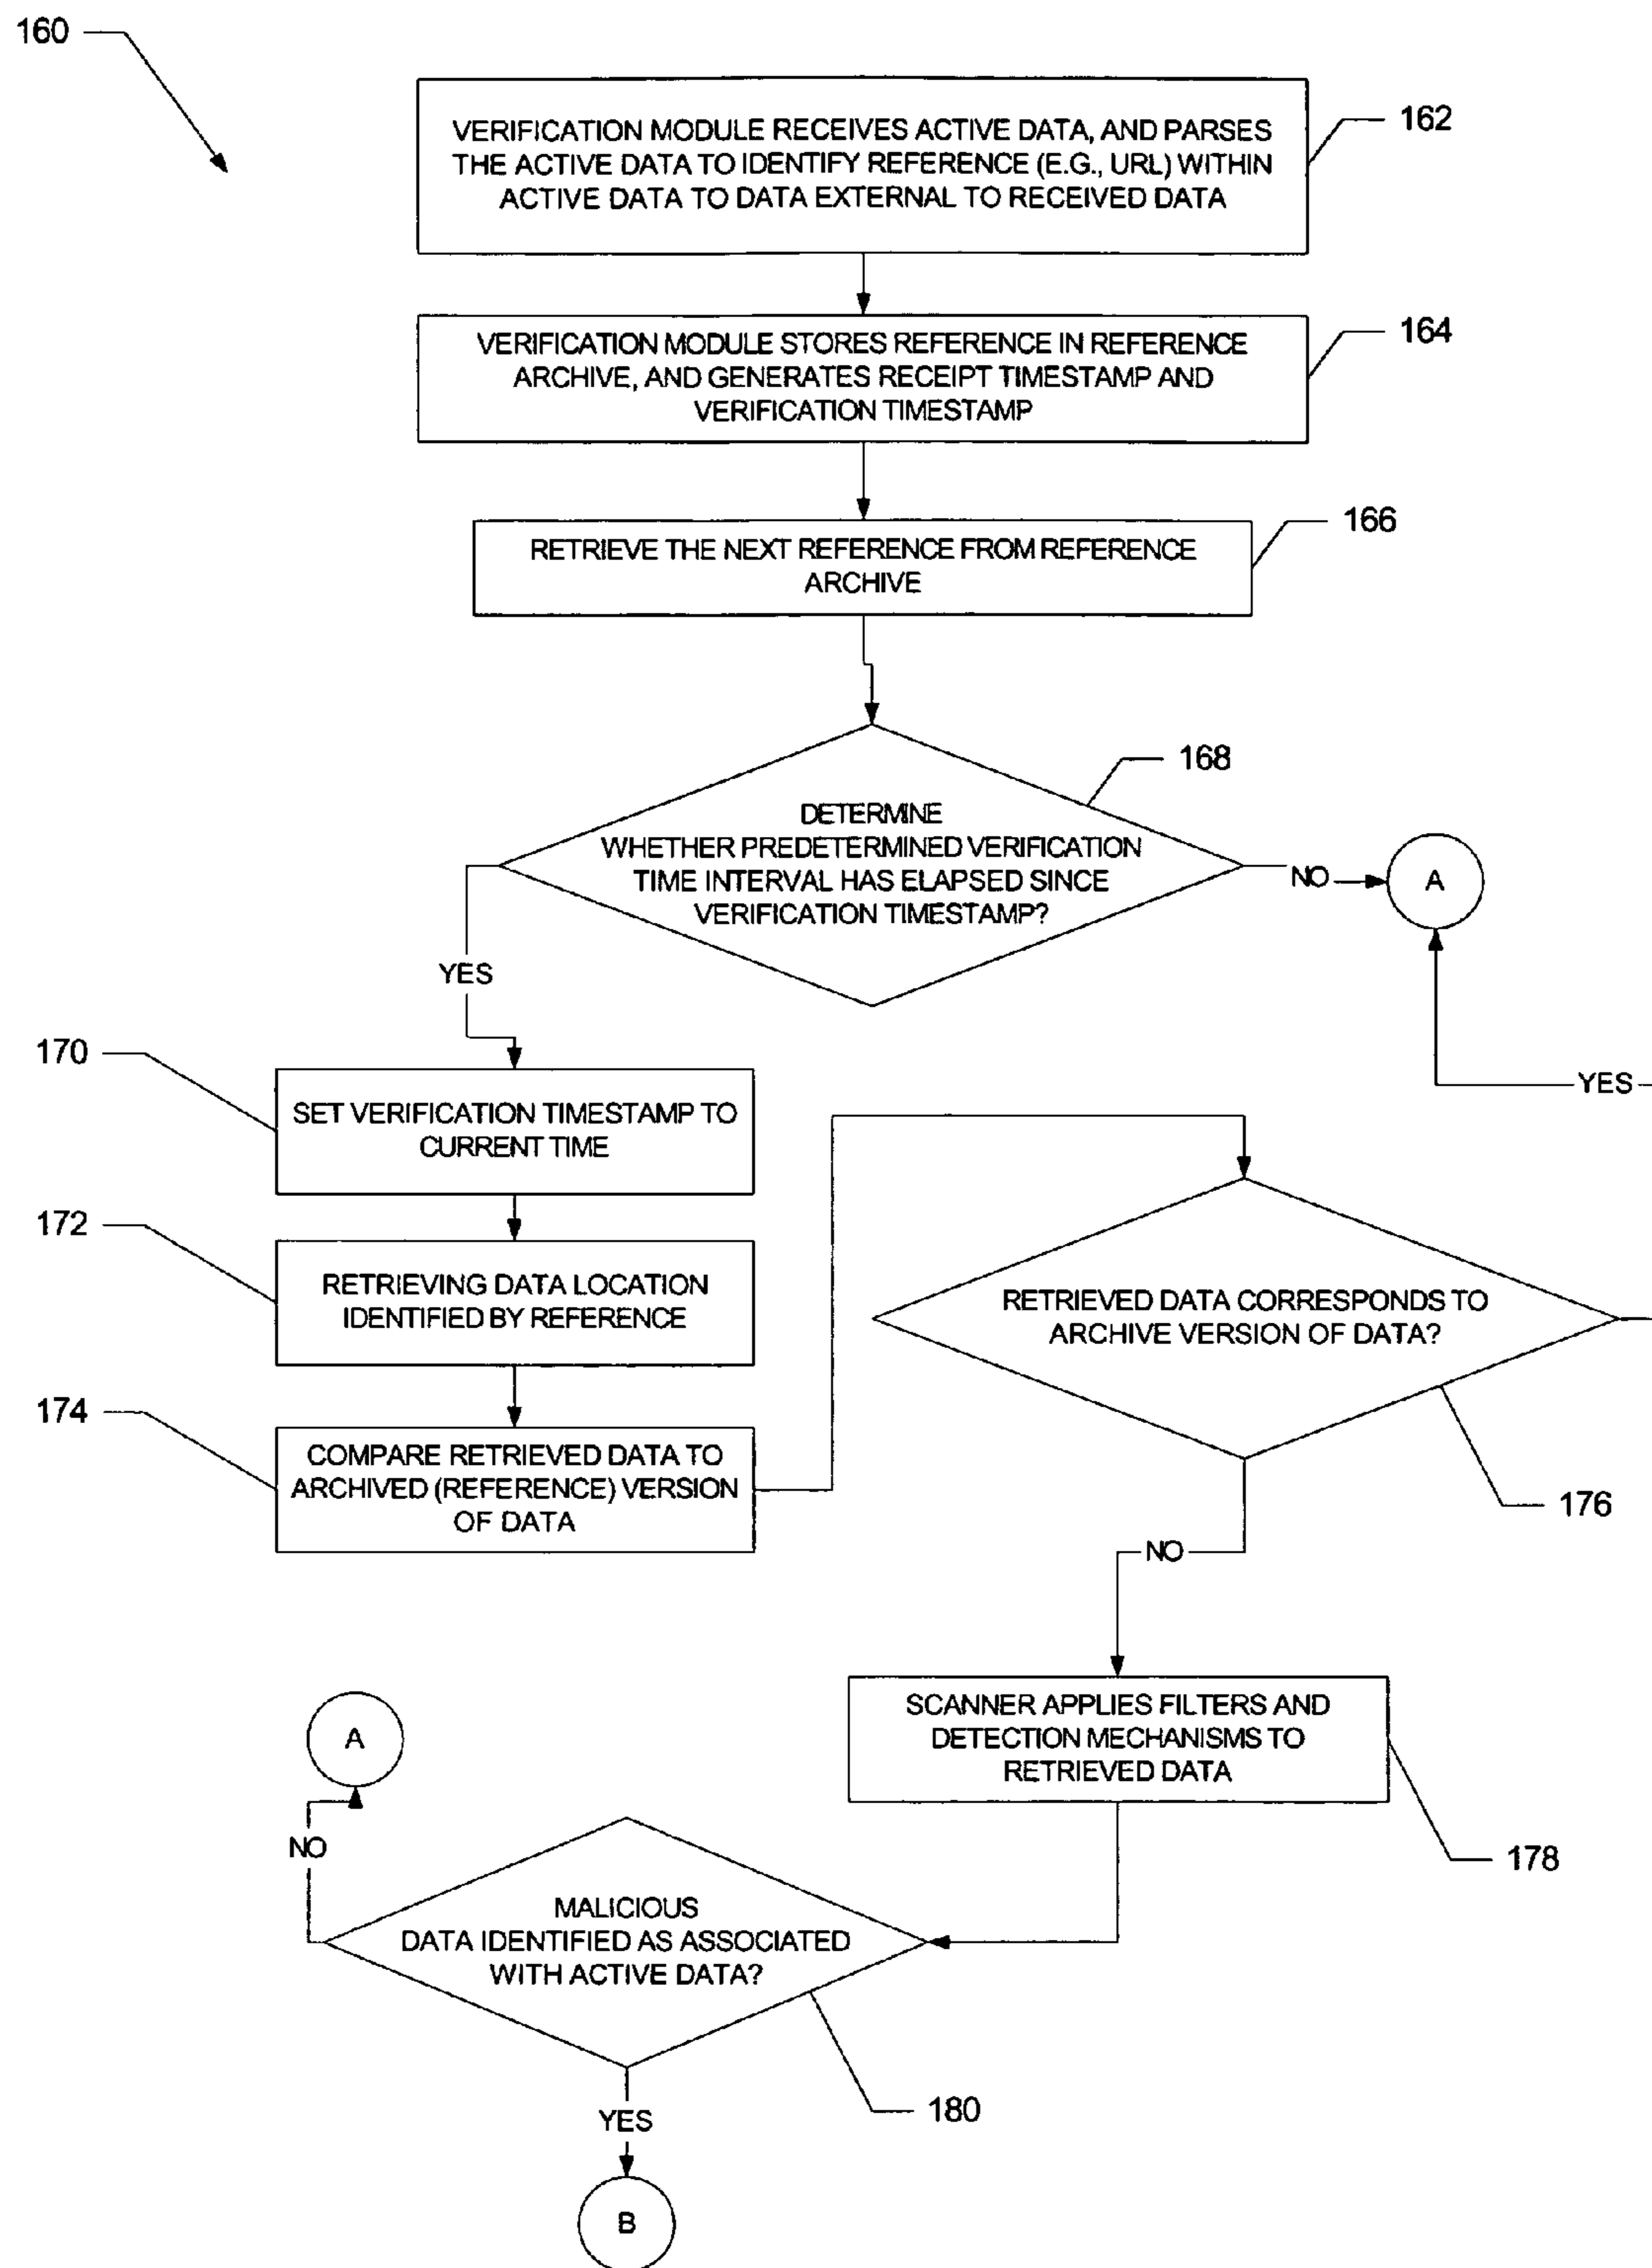 160
VERIFICATION MODULE RECEIVES ACTIVE DATA, AND PARSES
THE ACTIVE DATA TO IDENTIFY REFERENCE (E.G., URL) WITHIN
ACTIVE DATA TO DATA EXTERNAL TO RECEIVED DATA
162
VERIFICATION MODULE STORES REFERENCE IN REFERENCE
ARCHIVE, AND GENERATES RECEIPT TIMESTAMP AND
VERIFICATION TIMESTAMP
164
RETRIEVE THE NEXT REFERENCE FROM REFERENCE
ARCHIVE
166
DETERMINE
WHETHER PREDETERMINED VERIFICATION
TIME INTERVAL HAS ELAPSED SINCE
VERIFICATION TIMESTAMP?
168
NO
A
YES
YES
170
SET VERIFICATION TIMESTAMP TO
CURRENT TIME
172
RETRIEVING DATA LOCATION
IDENTIFIED BY REFERENCE
174
COMPARE RETRIEVED DATA TO
ARCHIVED (REFERENCE) VERSION
OF DATA
RETRIEVED DATA CORRESPONDS TO
ARCHIVE VERSION OF DATA?
176
NO
SCANNER APPLIES FILTERS AND
DETECTION MECHANISMS TO
RETRIEVED DATA
178
A
NO
MALICIOUS
DATA IDENTIFIED AS ASSOCIATED
WITH ACTIVE DATA?
180
YES
B